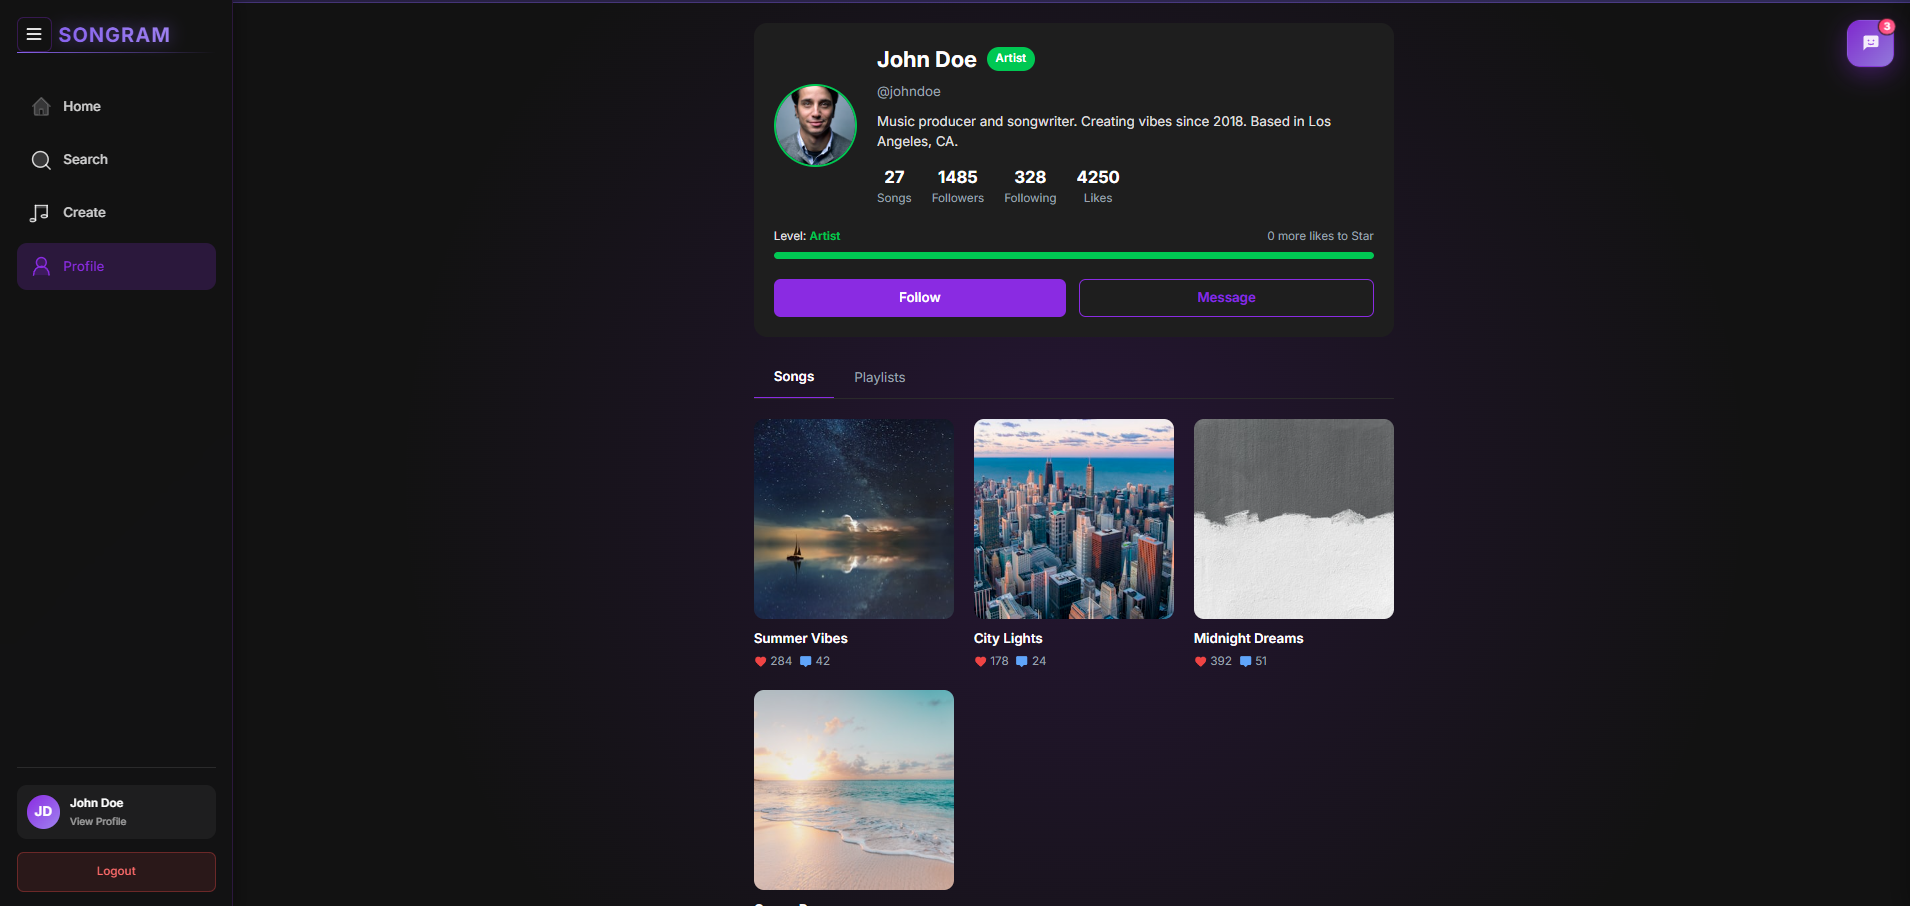 SONGRAM
Home
Search
Create
Profile
John Doe
View Profile
JD
Logout
3
John Doe Artist
@johndoe
Music producer and songwriter. Creating vibes since 2018. Based in Los
Angeles, CA.
27 1485 328 4250
Songs Followers Following Likes
Level: Artist 0 more likes to Star
Follow Message
Songs Playlists
Summer Vibes City Lights Midnight Dreams
284 42 178 24 392 51